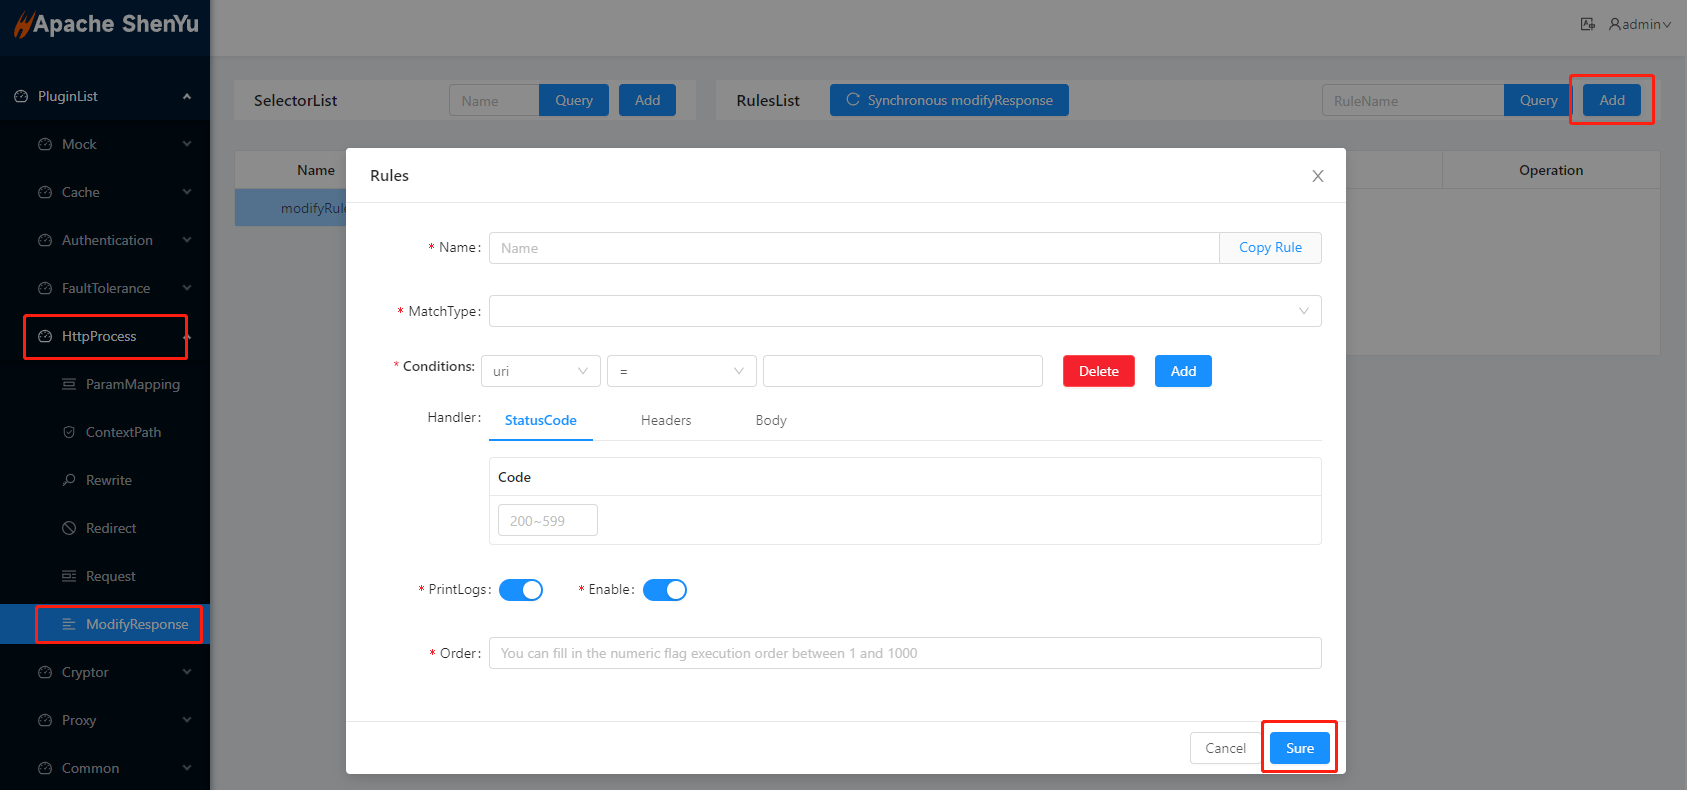 Apache ShenYu
admin
PluginList
SelectorList
Name
Query
Add
RulesList
Synchronous modifyResponse
RuleName
Query
Add
Mock
Cache
Authentication
FaultTolerance
HttpProcess
ParamMapping
ContextPath
Rewrite
Redirect
Request
ModifyResponse
Cryptor
Proxy
Common
Name
Operation
modifyRul
Rules
* Name:
Name
Copy Rule
* MatchType:
* Conditions:
uri
=
Delete
Add
Handler:
StatusCode
Headers
Body
Code
200~599
* PrintLogs:
* Enable:
* Order:
You can fill in the numeric flag execution order between 1 and 1000
Cancel
Sure